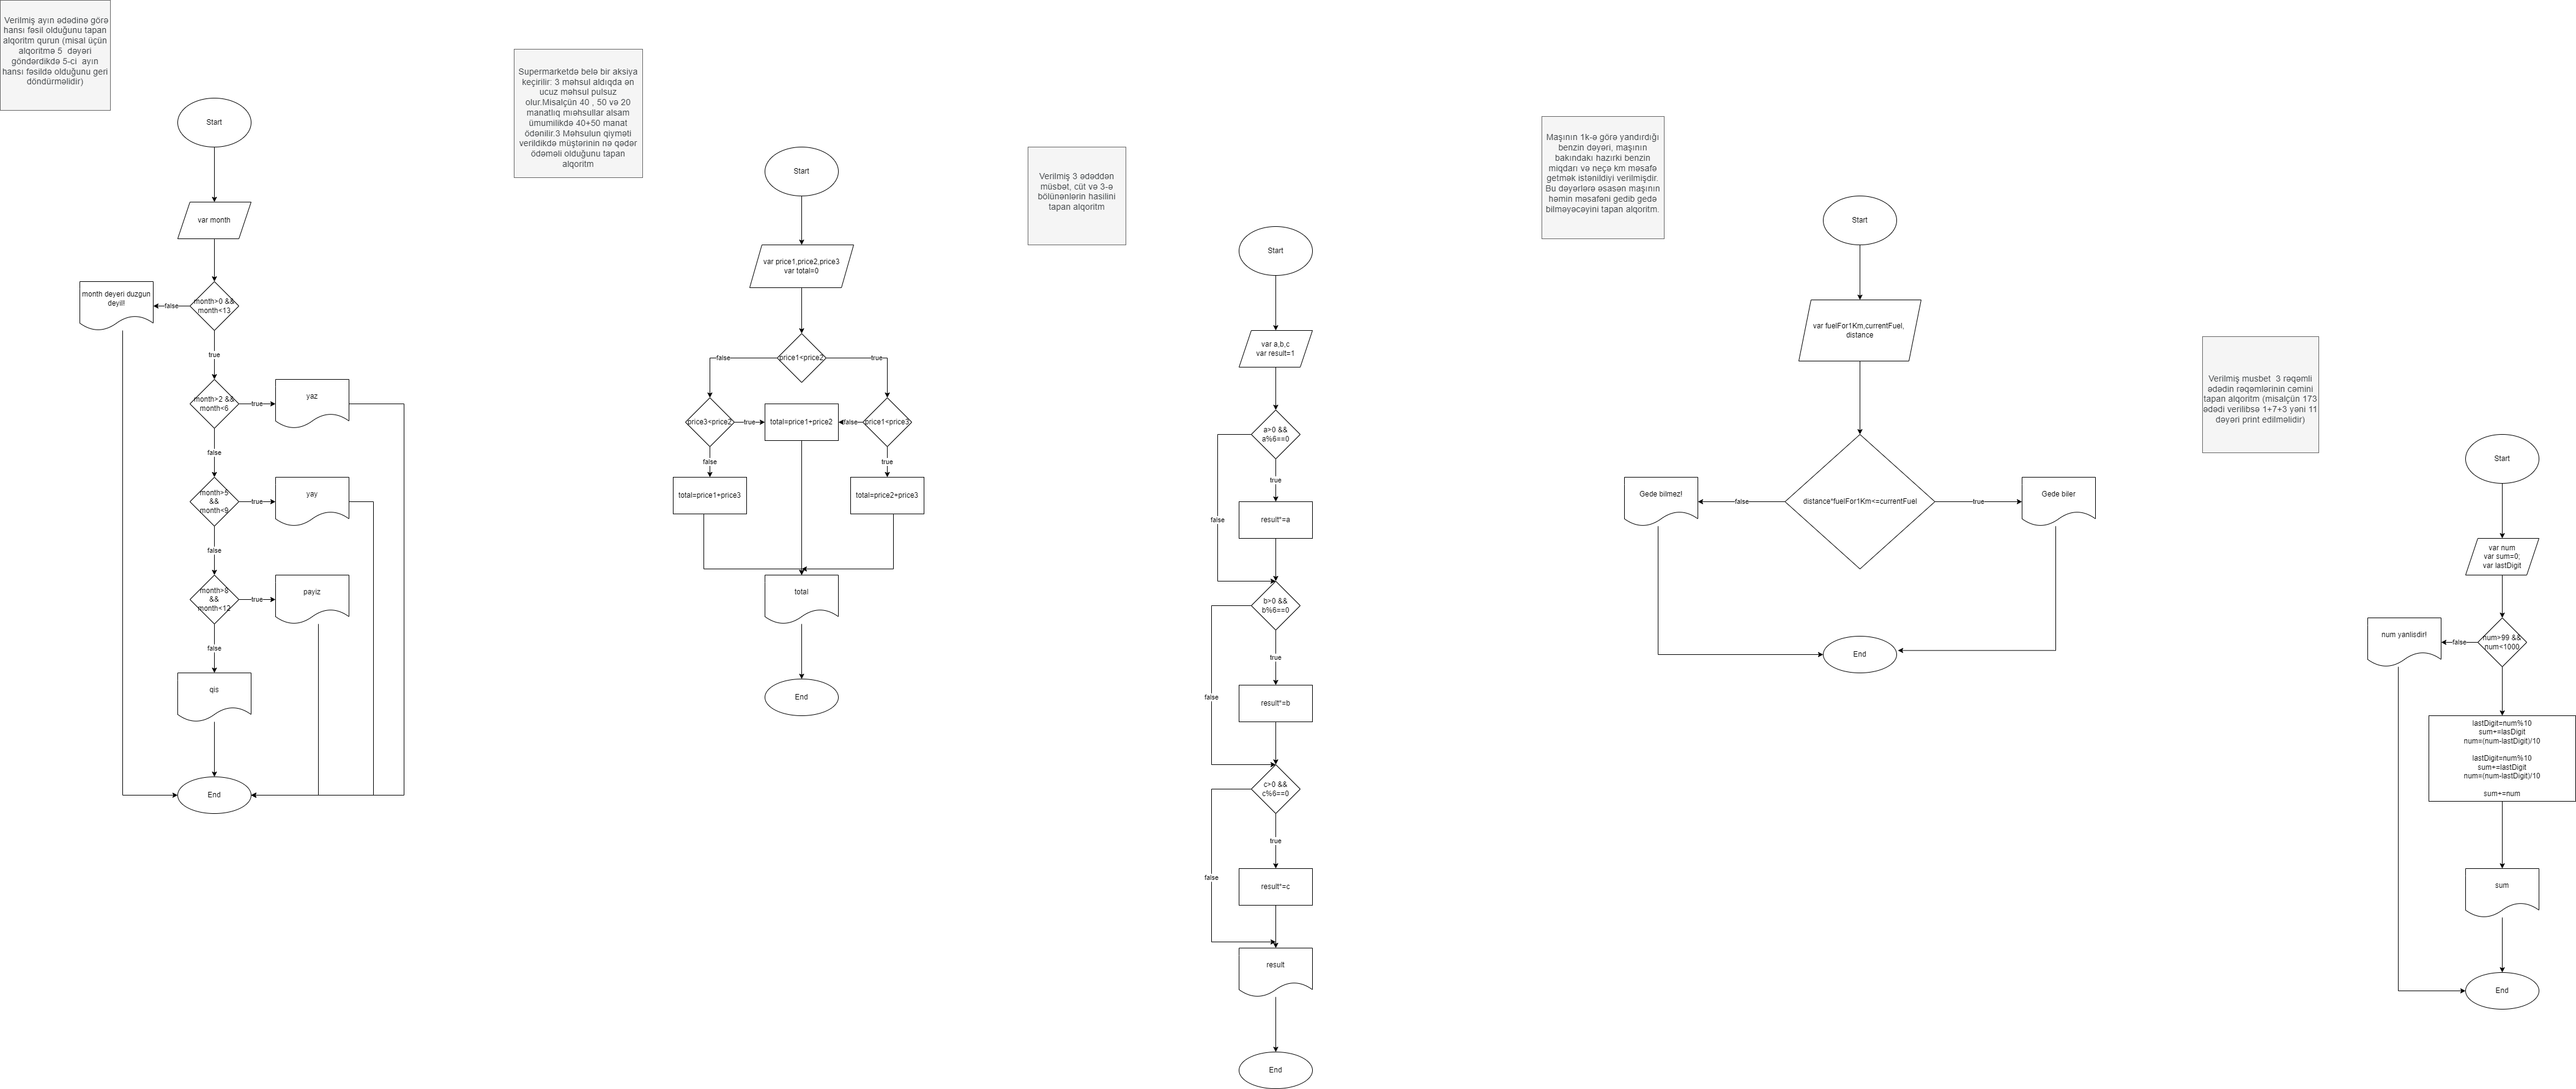 Verilmiş ayın ədədinə görə
hansı fəsil olduğunu tapan
alqoritm qurun (misal üçün
alqoritmə 5  dəyəri
göndərdikdə 5-ci  ayın
hansı fəsildə olduğunu geri
döndürməlidir)
Start
var month
month>0 &&
month<13
false
month deyeri duzgun
deyil!
true
month>2 &&
month<6
true
yaz
false
month>5
&&
month<9
true
yay
false
month>8
&&
month<12
true
payiz
false
qis
End
Supermarketdə belə bir aksiya
keçirilir: 3 məhsul aldıqda ən
ucuz məhsul pulsuz
olur.Misalçün 40 , 50 və 20
manatlıq mıəhsullar alsam
ümumilikdə 40+50 manat
ödənilir.3 Məhsulun qiyməti
verildikdə müştərinin nə qədər
ödəməli olduğunu tapan
alqoritm
Start
var price1,price2,price3
var total=0
price1<price2
false
true
price3<price2
true
total=price1+price2
false
price1<price3
false
true
total=price1+price3
total=price2+price3
total
End
Verilmiş 3 ədəddən
müsbət, cüt və 3-ə
bölünənlərin hasilini
tapan alqoritm
Start
var a,b,c
var result=1
a>0 &&
a%6==0
true
false
result*=a
b>0 &&
b%6==0
true
false
result*=b
c>0 &&
c%6==0
true
false
result*=c
result
End
Maşının 1k-ə görə yandırdığı
benzin dəyəri, maşının
bakındakı hazırki benzin
miqdarı və neçə km məsafə
getmək istənildiyi verilmişdir.
Bu dəyərlərə əsasən maşının
həmin məsafəni gedib gedə
bilməyəcəyini tapan alqoritm.
Start
var fuelFor1Km,currentFuel,
distance
distance*fuelFor1Km<=currentFuel
false
Gede bilmez!
true
Gede biler
End
Verilmiş musbet  3 rəqəmli
ədədin rəqəmlərinin cəmini
tapan alqoritm (misalçün 173
ədədi verilibsə 1+7+3 yəni 11
dəyəri print edilməlidir)
Start
var num
var sum=0;
var lastDigit
num>99 &&
num<1000
false
num yanlisdir!
lastDigit=num%10
sum+=lasDigit
num=(num-lastDigit)/10
lastDigit=num%10
sum+=lastDigit
num=(num-lastDigit)/10
sum+=num
sum
End